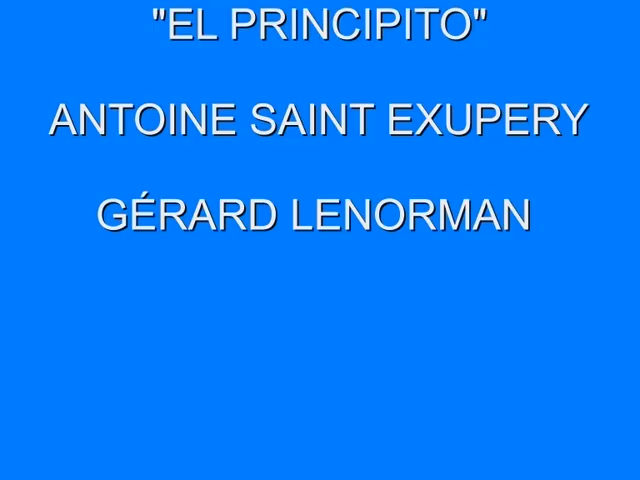 "EL PRINCIPITO"
ANTOINE SAINT EXUPERY
GÉRARD LENORMAN